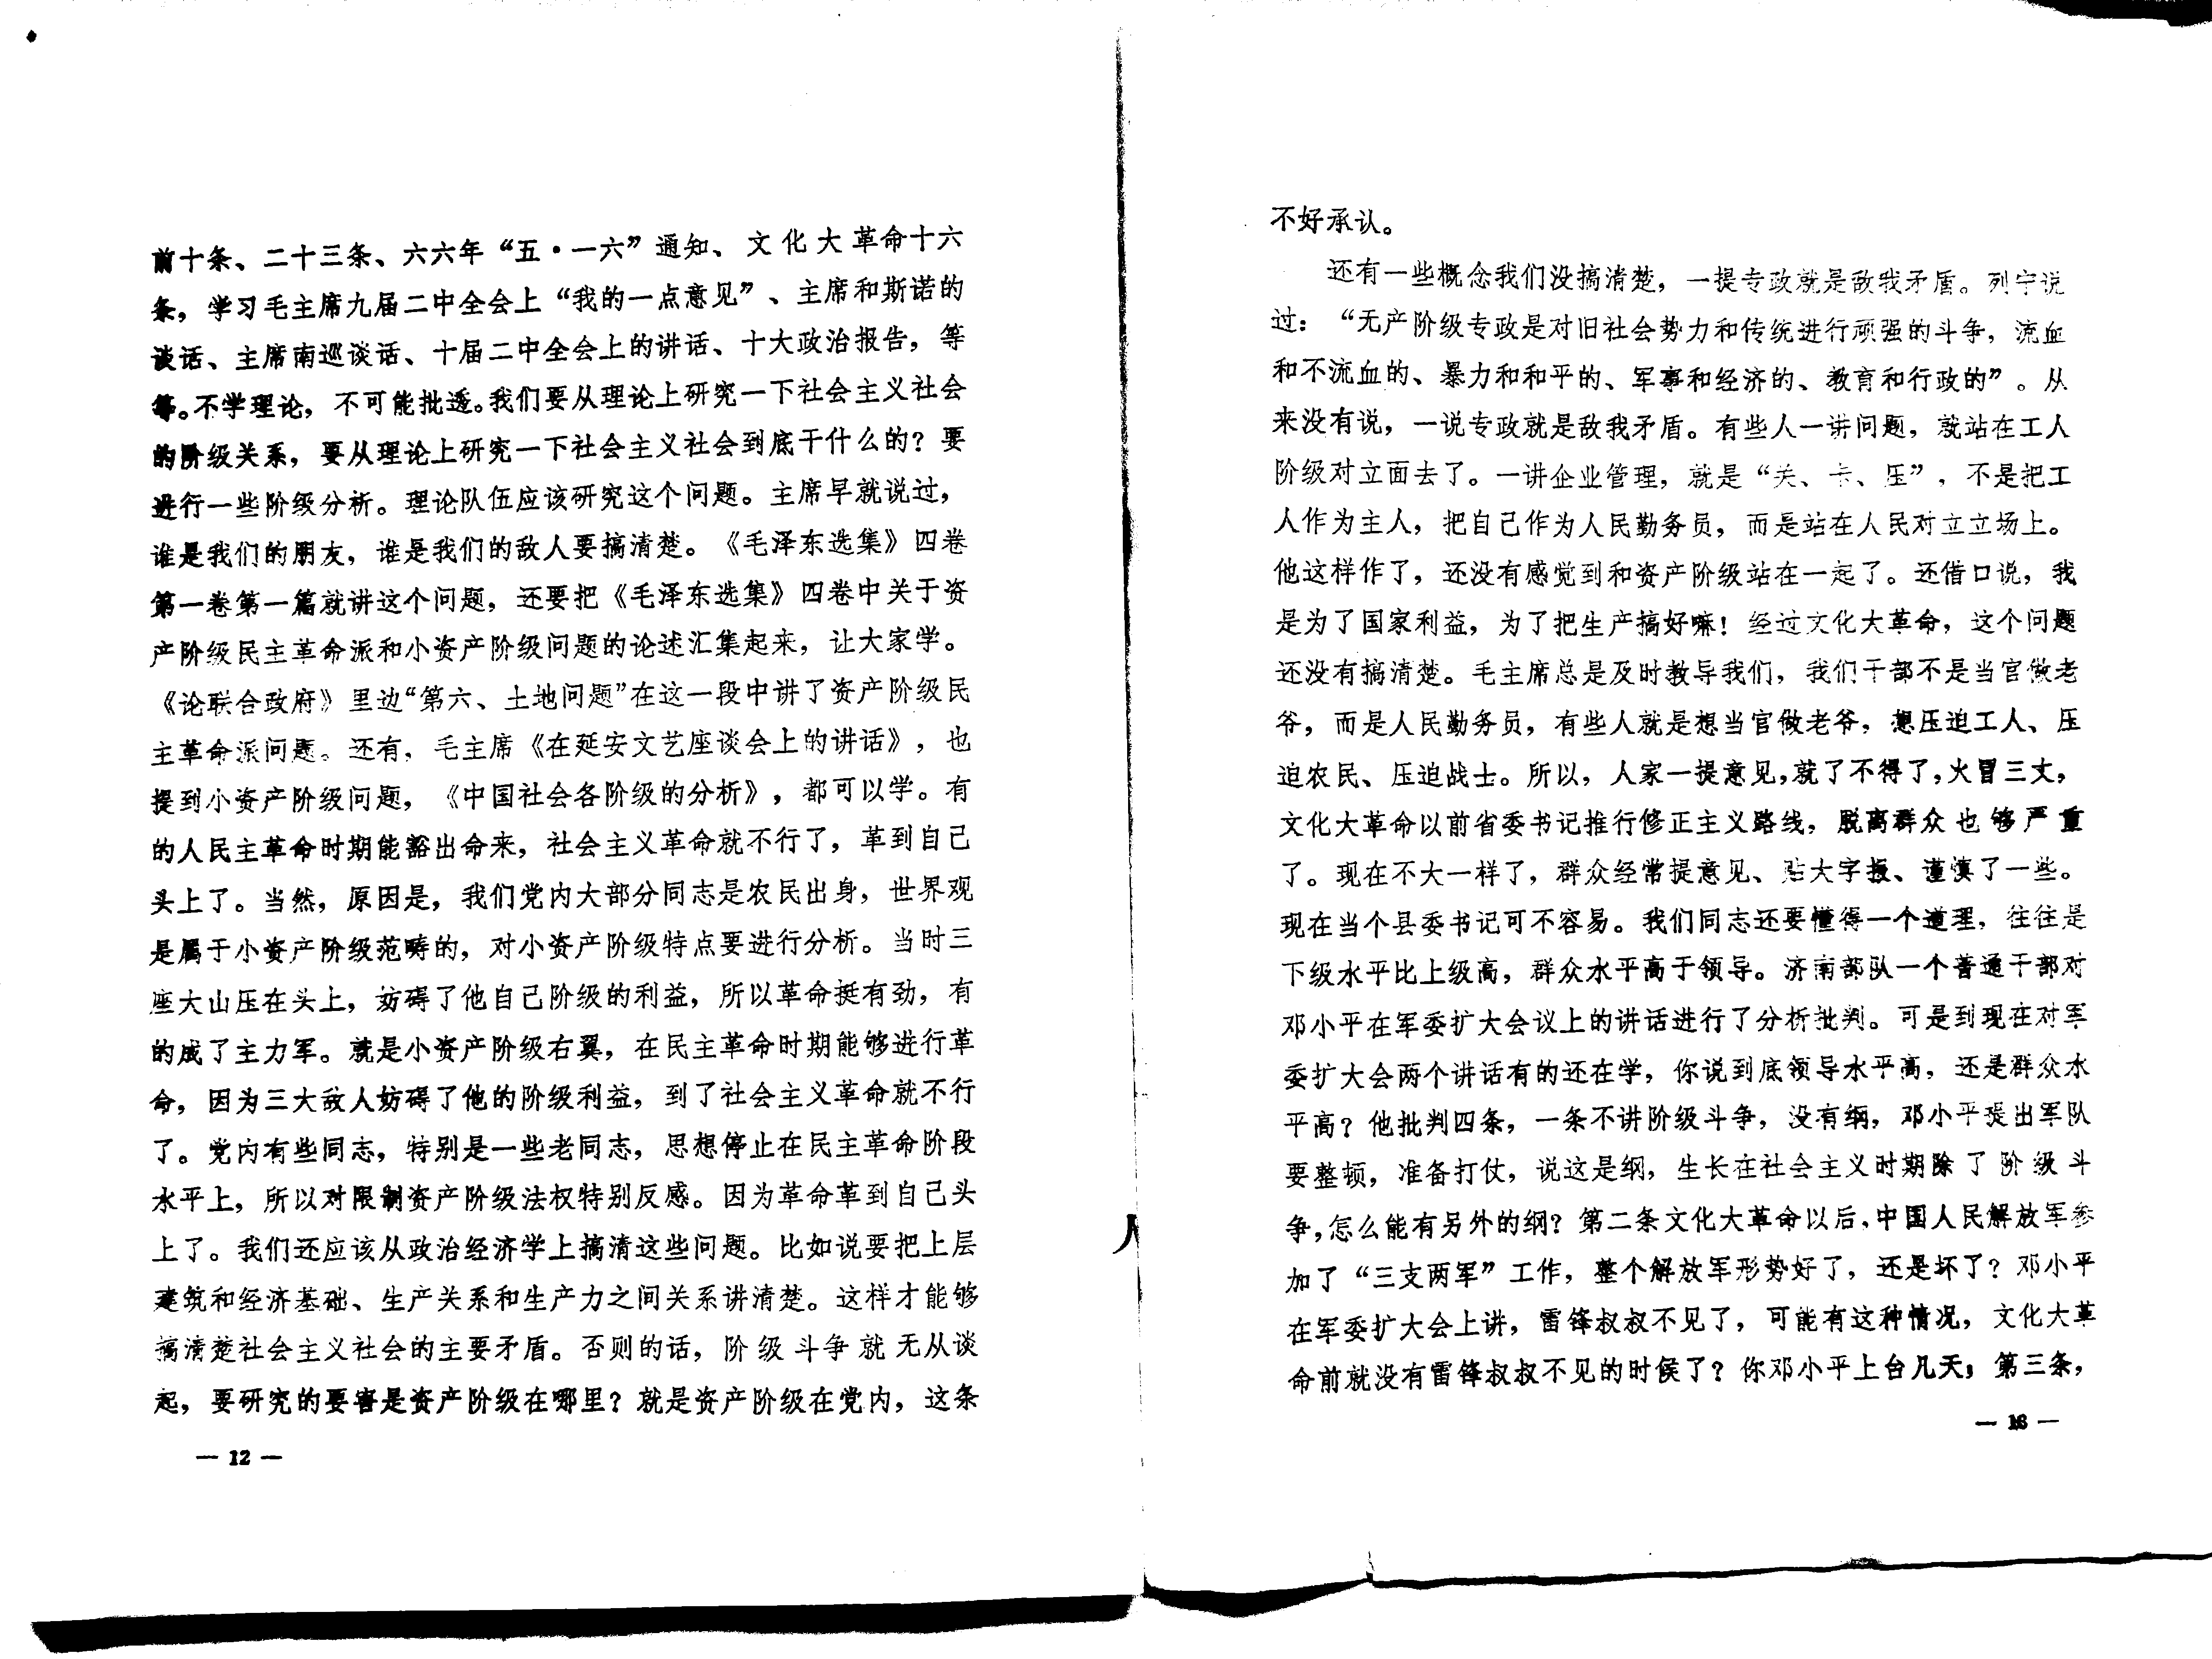 前十条、二十三条、六六年“五·一六”通知、文化大革命十六
条，学习毛主席九届二中全会上“我的一点意见”、主席和斯诺的
谈话、主席南巡谈话、十届二中全会上的讲话、十大政治报告，等
等。不学理论，不可能批透。我们要从理论上研究一下社会主义社会
的阶级关系，要从理论上研究一下社会主义社会到底干什么的？要
进行一些阶级分析。理论队伍应该研究这个问题。主席早就说过，
谁是我们的朋友，谁是我们的敌人要搞清楚。《毛泽东选集》四卷
第一卷第一篇就讲这个问题，还要把《毛泽东选集》四卷中关于资
产阶级民主革命派和小资产阶级问题的论述汇集起来，让大家学。
《论联合政府》里边“第六、土地问题”在这一段中讲了资产阶级民
主革命派问题。还有，毛主席《在延安文艺座谈会上的讲话》，也
提到小资产阶级问题，《中国社会各阶级的分析》，都可以学。有
的人民主革命时期能豁出命来，社会主义革命就不行了，革到自己
头上了。当然，原因是，我们党内大部分同志是农民出身，世界观
是属于小资产阶级范畴的，对小资产阶级特点要进行分析。当时三
座大山压在头上，妨碍了他自己阶级的利益，所以革命挺有劲，有
的成了主力军。就是小资产阶级右翼，在民主革命时期能够进行革
命，因为三大敌人妨碍了他的阶级利益，到了社会主义革命就不行
了。党内有些同志，特别是一些老同志，思想停止在民主革命阶段
水平上，所以对限制资产阶级法权特别反感。因为革命革到自己头
上了。我们还应该从政治经济学上搞清这些问题。比如说要把上层
建筑和经济基础、生产关系和生产力之间关系讲清楚。这样才能够
搞清楚社会主义社会的主要矛盾。否则的话，阶级斗争就无从谈
起，要研究的要害是资产阶级在哪里？就是资产阶级在党内，这条
— 12 —
不好承认。
还有一些概念我们没搞清楚，一提专政就是敌我矛盾。列宁说
过：“无产阶级专政是对旧社会势力和传统进行顽强的斗争，流血
和不流血的、暴力和和平的、军事和经济的、教育和行政的”。从
来没有说，一说专政就是敌我矛盾。有些人一讲问题，就站在工人
阶级对立面去了。一讲企业管理，就是“关、卡、压”，不是把工
人作为主人，把自己作为人民勤务员，而是站在人民对立立场上。
他这样作了，还没有感觉到和资产阶级站在一起了。还借口说，我
是为了国家利益，为了把生产搞好嘛！经过文化大革命，这个问题
还没有搞清楚。毛主席总是及时教导我们，我们干部不是当官做老
爷，而是人民勤务员，有些人就是想当官做老爷，想压迫工人、压
迫农民、压迫战士。所以，人家一提意见，就了不得了，火冒三丈，
文化大革命以前省委书记推行修正主义路线，脱离群众也够严重
了。现在不大一样了，群众经常提意见、贴大字报、谨慎了一些。
现在当个县委书记可不容易。我们同志还要懂得一个道理，往往是
下级水平比上级高，群众水平高于领导。济南部队一个普通干部对
邓小平在军委扩大会议上的讲话进行了分析批判。可是到现在对军
委扩大会两个讲话有的还在学，你说到底领导水平高，还是群众水
平高？他批判四条，一条不讲阶级斗争，没有纲，邓小平提出军队
要整顿，准备打仗，说这是纲，生长在社会主义时期除了阶级斗
争，怎么能有另外的纲？第二条文化大革命以后，中国人民解放军参
加了“三支两军”工作，整个解放军形势好了，还是坏了？邓小平
在军委扩大会上讲，雷锋叔叔不见了，可能有这种情况，文化大革
命前就没有雷锋叔叔不见的时候了？你邓小平上台几天；第三条，
— 13 —